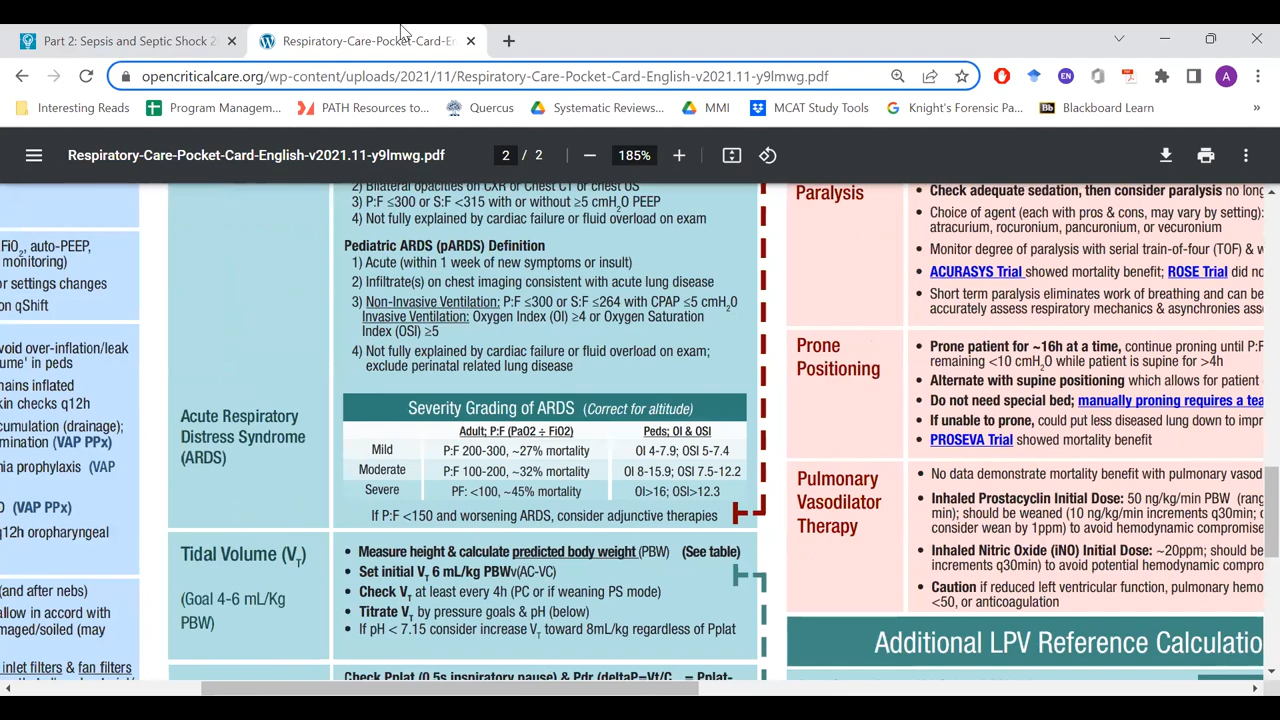 Part 2: Sepsis and Septic Shock 2
Respiratory-Care-Pocket-Card-En
opencriticalcare.org/wp-content/uploads/2021/11/Respiratory-Care-Pocket-Card-English-v2021.11-y9lmwg.pdf
EN
A
Interesting Reads
Program Managem...
PATH Resources to...
Quercus
Systematic Reviews...
MMI
MCAT Study Tools
Knight's Forensic Pa...
Bb Blackboard Learn
»
Respiratory-Care-Pocket-Card-English-v2021.11-y9lmwg.pdf
2 / 2
185%
FiO2, auto-PEEP,
monitoring)
or settings changes
on qShift
void over-inflation/leak
ume' in peds
mains inflated
kin checks q12h
cumulation (drainage);
mination (VAP PPx)
nia prophylaxis (VAP
O (VAP PPx)
q12h oropharyngeal
(and after nebs)
allow in accord with
maged/soiled (may
inlet filters & fan filters
Acute Respiratory
Distress Syndrome
(ARDS)
2) Bilateral opacities on CXR or Chest CT or chest US
3) P:F ≤300 or S:F <315 with or without ≥5 cmH2O PEEP
4) Not fully explained by cardiac failure or fluid overload on exam
Pediatric ARDS (pARDS) Definition
1) Acute (within 1 week of new symptoms or insult)
2) Infiltrate(s) on chest imaging consistent with acute lung disease
3) Non-Invasive Ventilation: P:F ≤300 or S:F ≤264 with CPAP ≤5 cmH2O
Invasive Ventilation: Oxygen Index (OI) ≥4 or Oxygen Saturation
Index (OSI) ≥5
4) Not fully explained by cardiac failure or fluid overload on exam;
exclude perinatal related lung disease
Severity Grading of ARDS (Correct for altitude)
Adult; P:F (PaO2 ÷ FiO2) Peds; OI & OSI
Mild P:F 200-300, ~27% mortality OI 4-7.9; OSI 5-7.4
Moderate P:F 100-200, ~32% mortality OI 8-15.9; OSI 7.5-12.2
Severe PF: <100, ~45% mortality OI>16; OSI>12.3
If P:F <150 and worsening ARDS, consider adjunctive therapies
Tidal Volume (VT)
(Goal 4-6 mL/Kg
PBW)
• Measure height & calculate predicted body weight (PBW) (See table)
• Set initial VT 6 mL/kg PBWv(AC-VC)
• Check VT at least every 4h (PC or if weaning PS mode)
• Titrate VT by pressure goals & pH (below)
• If pH < 7.15 consider increase VT toward 8mL/kg regardless of Pplat
Check Pplat (0.5s inspiratory pause) & Pdr (deltaP=Vt/C = Pplat-
Paralysis
• Check adequate sedation, then consider paralysis no long
• Choice of agent (each with pros & cons, may vary by setting):
atracurium, rocuronium, pancuronium, or vecuronium
• Monitor degree of paralysis with serial train-of-four (TOF) &
• ACURASYS Trial showed mortality benefit; ROSE Trial did no
• Short term paralysis eliminates work of breathing and can be
accurately assess respiratory mechanics & asynchronies ass
Prone
Positioning
• Prone patient for ~16h at a time, continue proning until P:F
remaining <10 cmH2O while patient is supine for >4h
• Alternate with supine positioning which allows for patient
• Do not need special bed; manually proning requires a tea
• If unable to prone, could put less diseased lung down to impr
• PROSEVA Trial showed mortality benefit
Pulmonary
Vasodilator
Therapy
• No data demonstrate mortality benefit with pulmonary vasod
• Inhaled Prostacyclin Initial Dose: 50 ng/kg/min PBW (rang
min); should be weaned (10 ng/kg/min increments q30min;
consider wean by 1ppm) to avoid hemodynamic compromise
• Inhaled Nitric Oxide (iNO) Initial Dose: ~20ppm; should be
increments q30min) to avoid potential hemodynamic compro
• Caution if reduced left ventricular function, pulmonary hemo
<50, or anticoagulation
Additional LPV Reference Calculatio